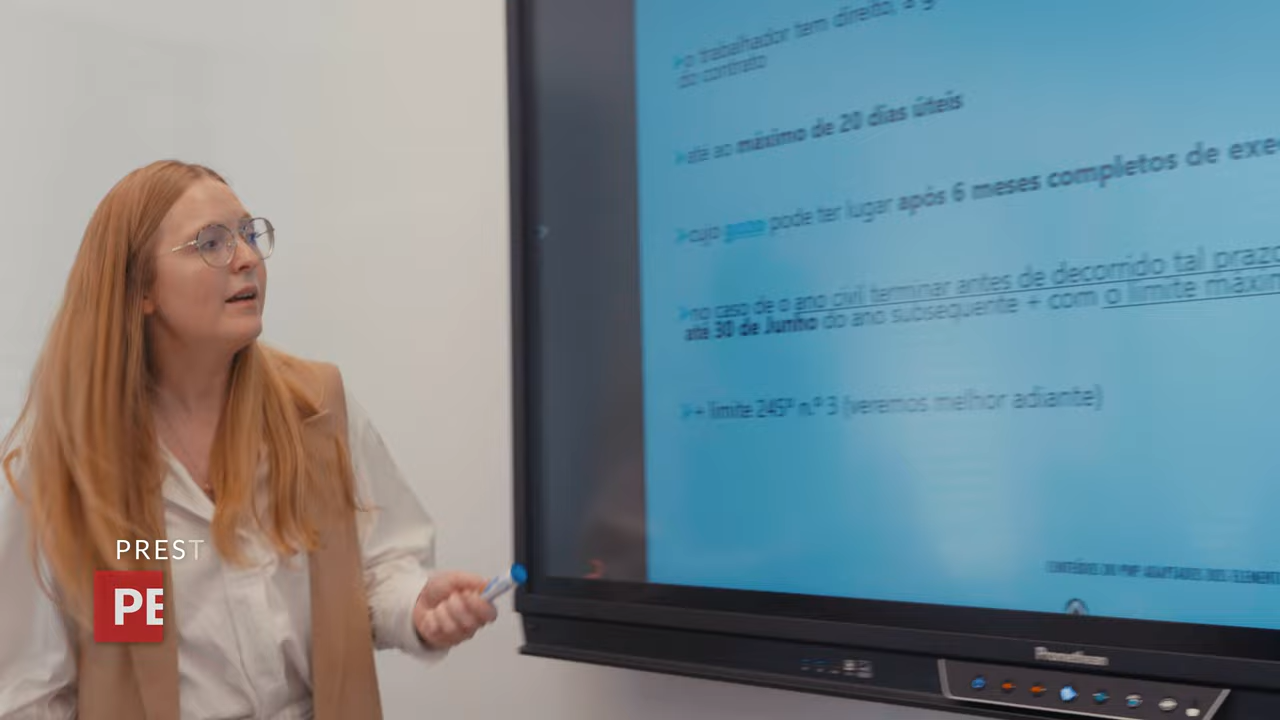 o trabalhador tem direito, a g
do contrato
até ao máximo de 20 dias úteis
cujo gozo pode ter lugar após 6 meses completos de exe
no caso de o ano civil terminar antes de decorrido tal prazo
até 30 de Junho do ano subsequente + com o limite máxim
+ limite 245º n.º 3 (veremos melhor adiante)
PREST
PE
Promethean